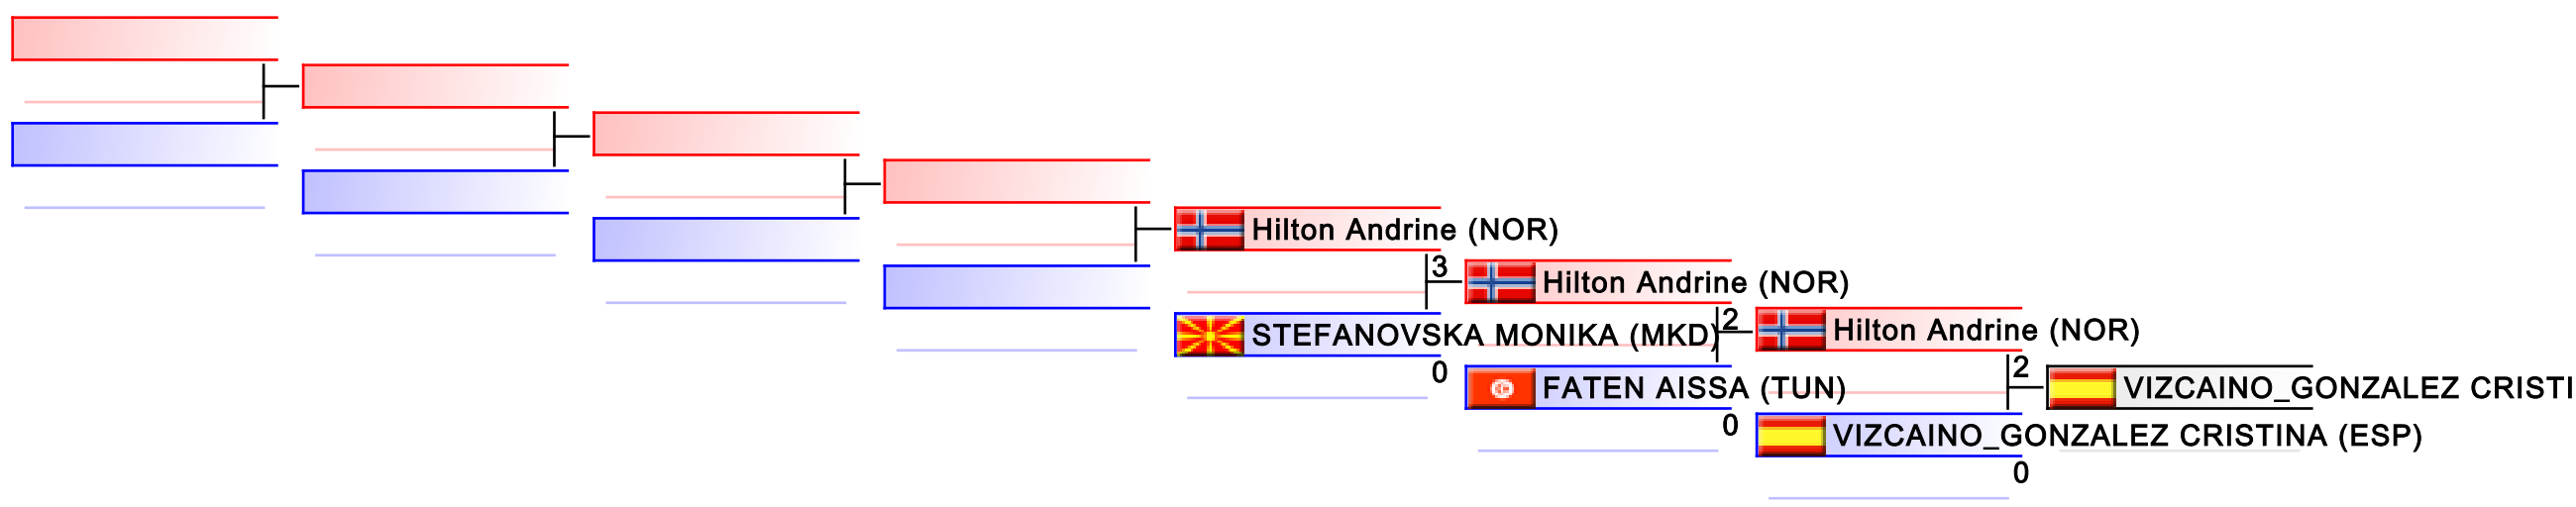 Hilton Andrine (NOR)
3
Hilton Andrine (NOR)
STEFANOVSKA MONIKA (MKD)
0
2
Hilton Andrine (NOR)
FATEN AISSA (TUN)
0
2
VIZCAINO_GONZALEZ CRISTI
VIZCAINO_GONZALEZ CRISTINA (ESP)
0